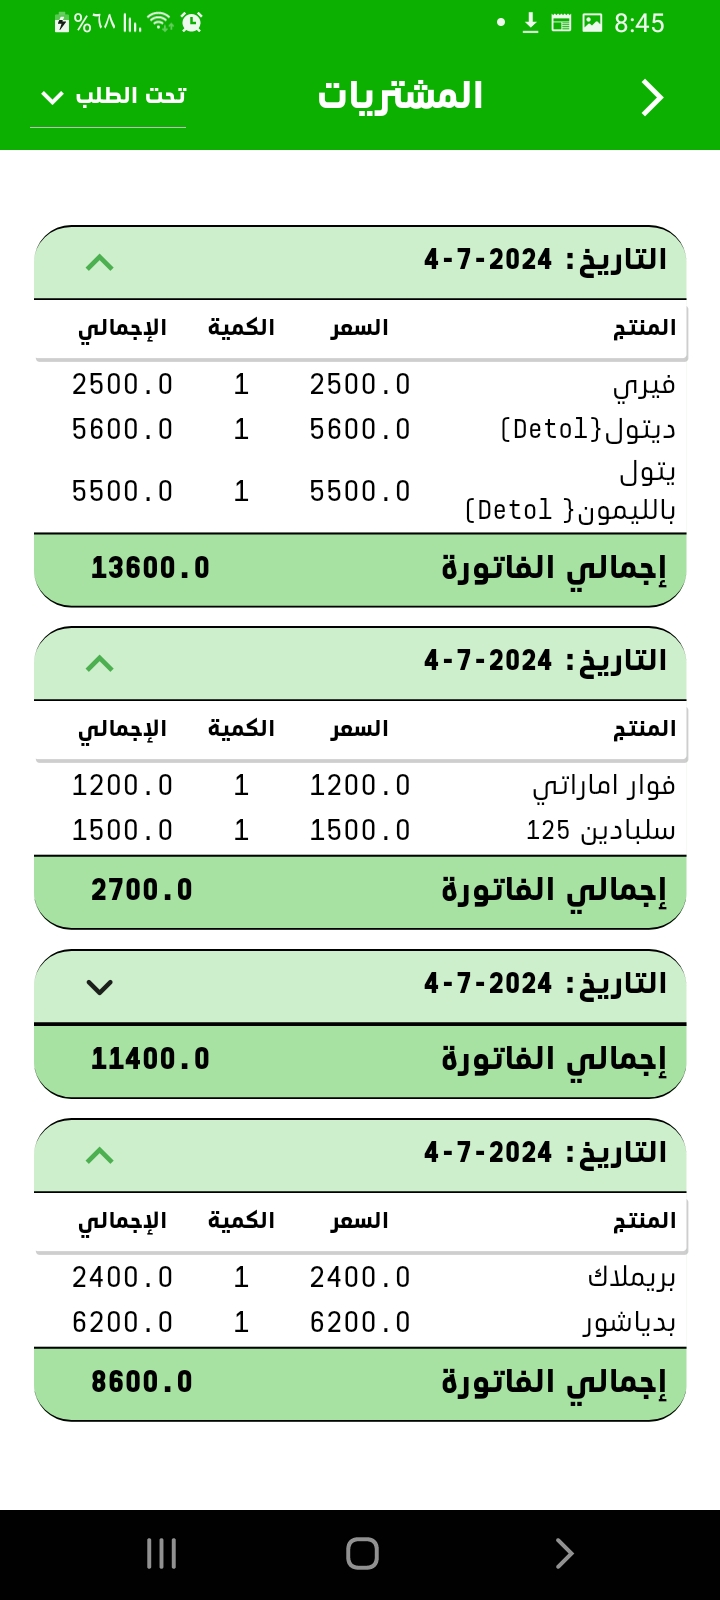 8:45 %٦٨
المشتريات تحت الطلب
التاريخ: 2024-7-4
المنتج السعر الكمية الإجمالي
فيري 2500.0 1 2500.0
ديتول{Detol) 5600.0 1 5600.0
يتول
بالليمون{ Detol) 5500.0 1 5500.0
إجمالي الفاتورة 13600.0
التاريخ: 2024-7-4
المنتج السعر الكمية الإجمالي
فوار اماراتي 1200.0 1 1200.0
سلبادين 125 1500.0 1 1500.0
إجمالي الفاتورة 2700.0
التاريخ: 2024-7-4
إجمالي الفاتورة 11400.0
التاريخ: 2024-7-4
المنتج السعر الكمية الإجمالي
بريملاك 2400.0 1 2400.0
بدياشور 6200.0 1 6200.0
إجمالي الفاتورة 8600.0